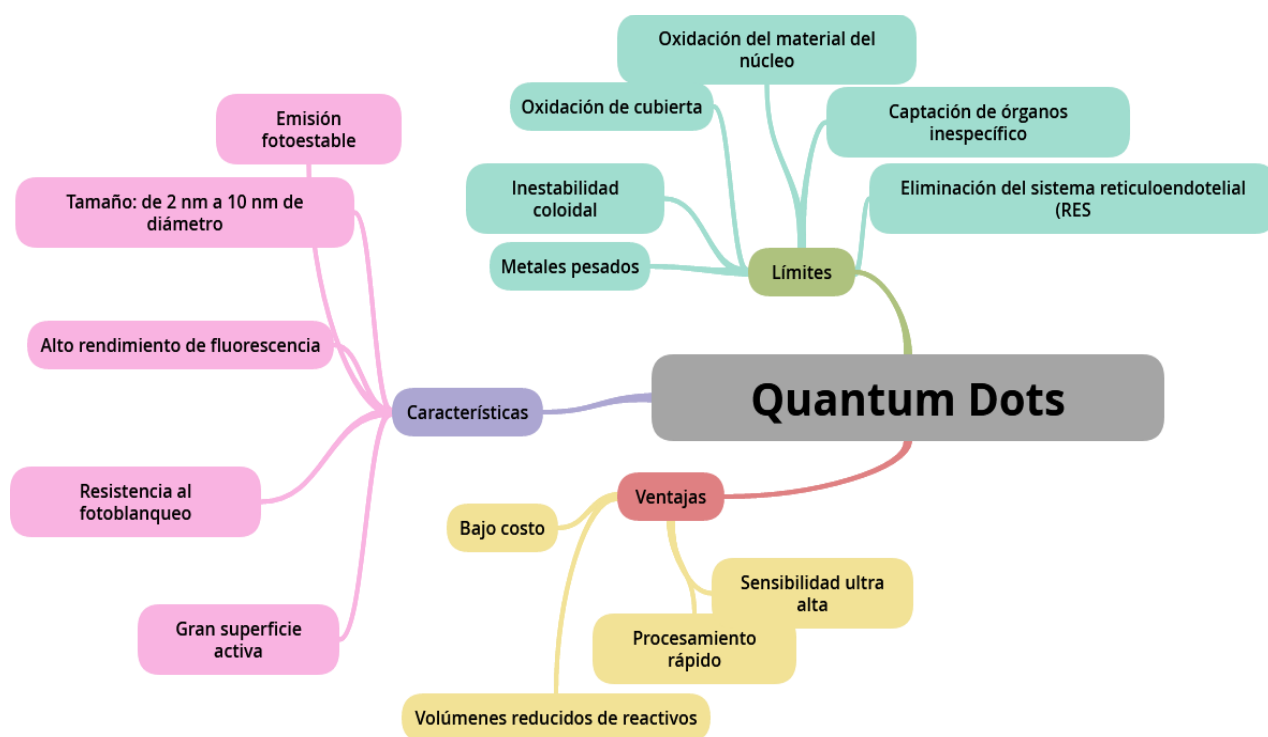 Quantum Dots
Límites
Oxidación del material del
núcleo
Oxidación de cubierta
Captación de órganos
inespecífico
Inestabilidad
coloidal
Eliminación del sistema reticuloendotelial
(RES
Metales pesados
Características
Emisión
fotoestable
Tamaño: de 2 nm a 10 nm de
diámetro
Alto rendimiento de fluorescencia
Resistencia al
fotoblanqueo
Gran superficie
activa
Ventajas
Bajo costo
Sensibilidad ultra
alta
Procesamiento
rápido
Volúmenes reducidos de reactivos